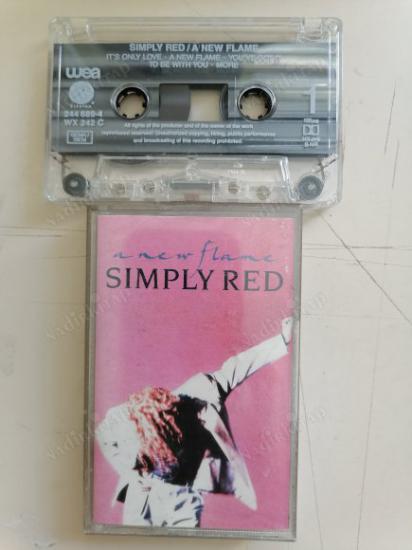 SIMPLY RED / A NEW FLAME
IT'S ONLY LOVE - A NEW FLAME - YOU'VE GOT IT
TO BE WITH YOU - MORE
wea
244 689-4
WX 242 C
1
All rights of the producer and of the owner of the work
reproduced reserved. Unauthorized copying, hiring, public performance
and broadcasting of this recording prohibited.
a new flame
SIMPLY RED
nadirkitap